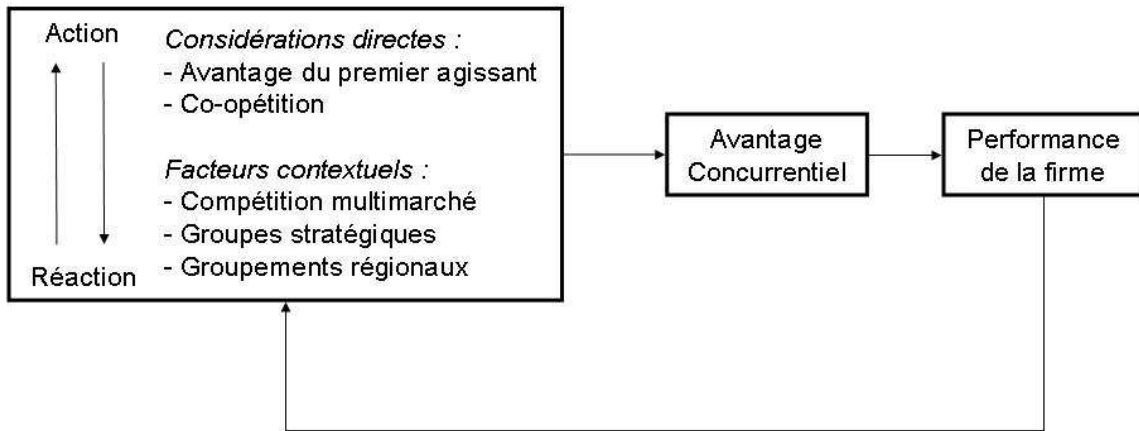 Action
Considérations directes :
- Avantage du premier agissant
- Co-opétition
Facteurs contextuels :
- Compétition multimarché
- Groupes stratégiques
- Groupements régionaux
Réaction
Avantage
Concurrentiel
Performance
de la firme